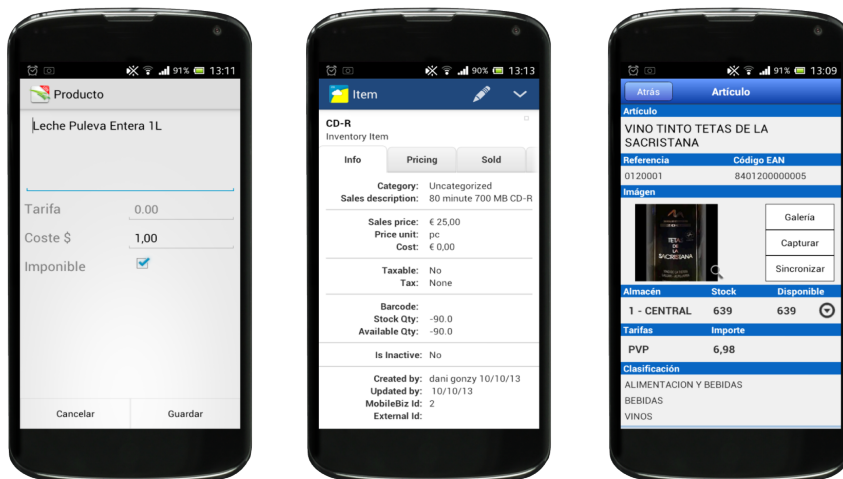 91% 13:11
Producto
Leche Puleva Entera 1L
Tarifa 0.00
Coste $ 1,00
Imponible
Cancelar Guardar
90% 13:13
Item
CD-R
Inventory Item
Info Pricing Sold
Category: Uncategorized
Sales description: 80 minute 700 MB CD-R
Sales price: € 25,00
Price unit: pc
Cost: € 0,00
Taxable: No
Tax: None
Barcode:
Stock Qty: -90.0
Available Qty: -90.0
Is Inactive: No
Created by: dani gonzy 10/10/13
Updated by: 10/10/13
MobileBiz Id: 2
External Id:
91% 13:09
Atrás Artículo
Artículo
VINO TINTO TETAS DE LA
SACRISTANA
Referencia Código EAN
0120001 8401200000005
Imágen
TETAS
DE
LA
SACRISTANA
Galería
Capturar
Sincronizar
Almacén Stock Disponible
1 - CENTRAL 639 639
Tarifas Importe
PVP 6,98
Clasificación
ALIMENTACION Y BEBIDAS
BEBIDAS
VINOS